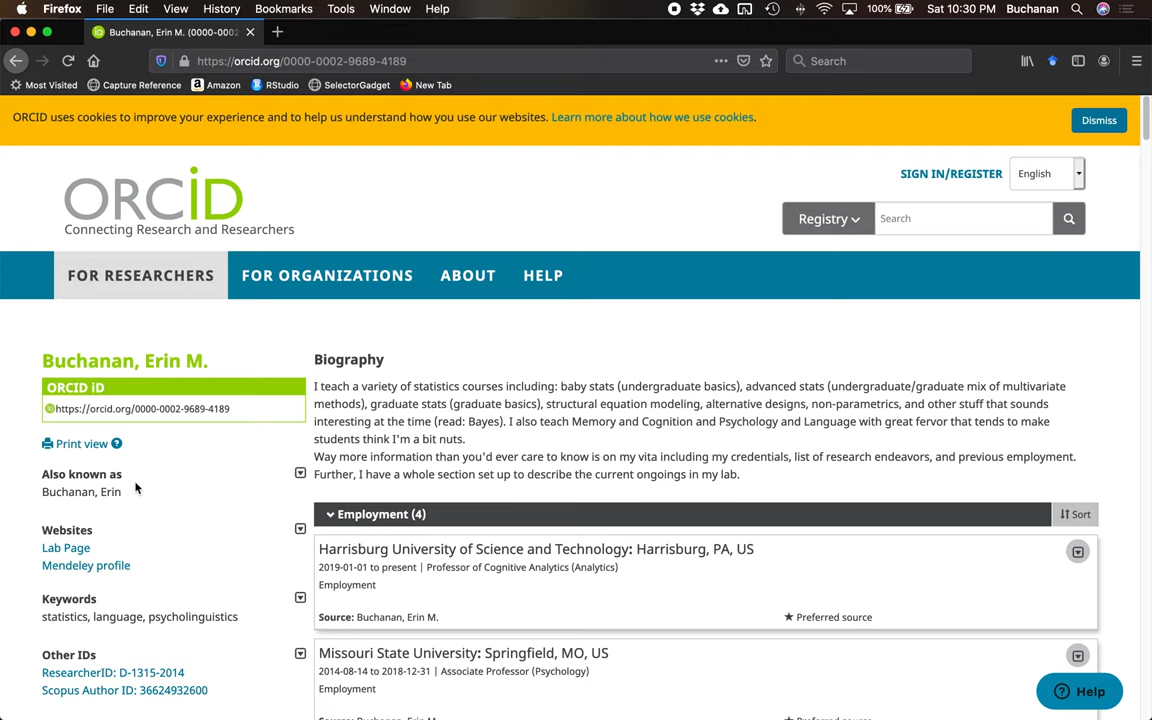 Firefox File Edit View History Bookmarks Tools Window Help 100% Sat 10:30 PM Buchanan
Buchanan, Erin M. (0000-0002
https://orcid.org/0000-0002-9689-4189 Search
Most Visited Capture Reference Amazon RStudio SelectorGadget New Tab
ORCID uses cookies to improve your experience and to help us understand how you use our websites. Learn more about how we use cookies.
Dismiss
SIGN IN/REGISTER English
ORCiD
Connecting Research and Researchers
Registry Search
FOR RESEARCHERS FOR ORGANIZATIONS ABOUT HELP
Buchanan, Erin M.
ORCID iD
https://orcid.org/0000-0002-9689-4189
Print view ?
Also known as
Buchanan, Erin
Websites
Lab Page
Mendeley profile
Keywords
statistics, language, psycholinguistics
Other IDs
ResearcherID: D-1315-2014
Scopus Author ID: 36624932600
Biography
I teach a variety of statistics courses including: baby stats (undergraduate basics), advanced stats (undergraduate/graduate mix of multivariate
methods), graduate stats (graduate basics), structural equation modeling, alternative designs, non-parametrics, and other stuff that sounds
interesting at the time (read: Bayes). I also teach Memory and Cognition and Psychology and Language with great fervor that tends to make
students think I'm a bit nuts.
Way more information than you'd ever care to know is on my vita including my credentials, list of research endeavors, and previous employment.
Further, I have a whole section set up to describe the current ongoings in my lab.
Employment (4) Sort
Harrisburg University of Science and Technology: Harrisburg, PA, US
2019-01-01 to present | Professor of Cognitive Analytics (Analytics)
Employment
Source: Buchanan, Erin M. ★ Preferred source
Missouri State University: Springfield, MO, US
2014-08-14 to 2018-12-31 | Associate Professor (Psychology)
Employment
Help